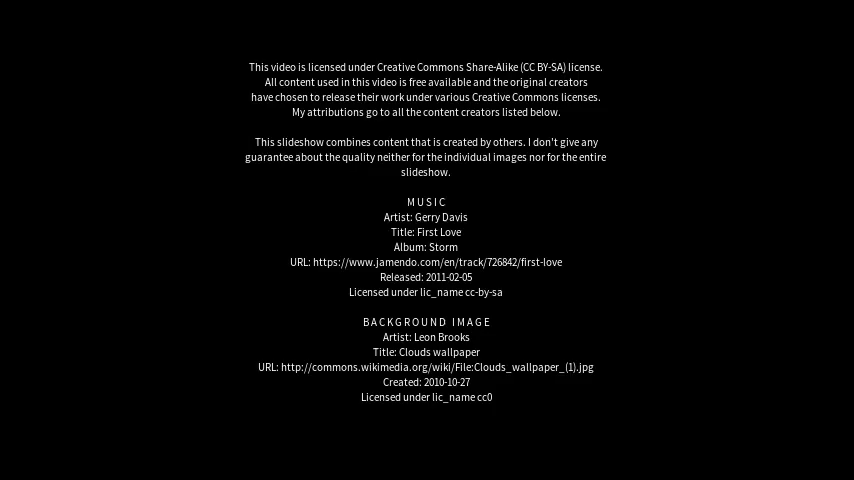 This video is licensed under Creative Commons Share-Alike (CC BY-SA) license.
All content used in this video is free available and the original creators
have chosen to release their work under various Creative Commons licenses.
My attributions go to all the content creators listed below.
This slideshow combines content that is created by others. I don't give any
guarantee about the quality neither for the individual images nor for the entire
slideshow.
M U S I C
Artist: Gerry Davis
Title: First Love
Album: Storm
URL: https://www.jamendo.com/en/track/726842/first-love
Released: 2011-02-05
Licensed under lic_name cc-by-sa
B A C K G R O U N D   I M A G E
Artist: Leon Brooks
Title: Clouds wallpaper
URL: http://commons.wikimedia.org/wiki/File:Clouds_wallpaper_(1).jpg
Created: 2010-10-27
Licensed under lic_name cc0